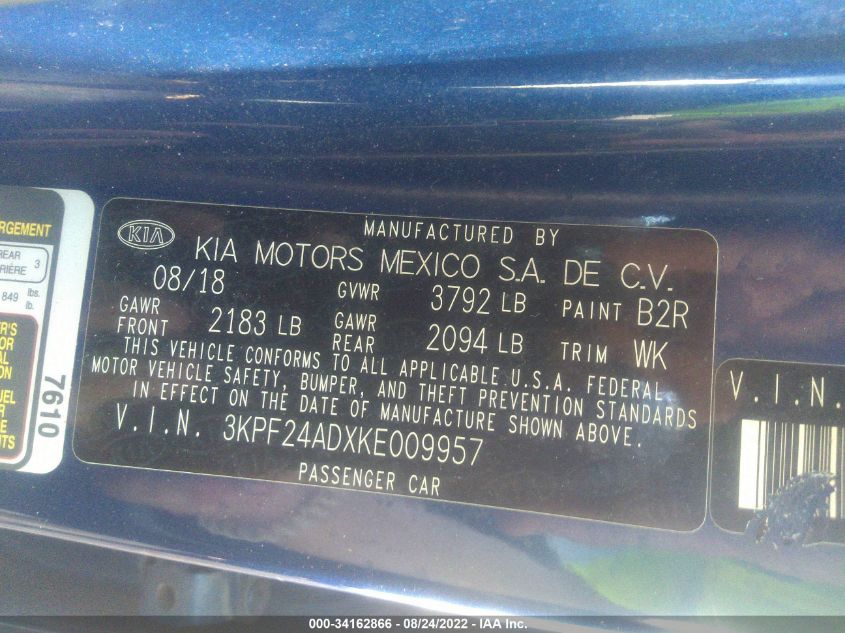 KIA
MANUFACTURED BY
KIA MOTORS MEXICO S.A. DE C.V.
08/18 GVWR 3792 LB PAINT B2R
GAWR FRONT 2183 LB GAWR REAR 2094 LB TRIM WK
THIS VEHICLE CONFORMS TO ALL APPLICABLE U.S.A. FEDERAL
MOTOR VEHICLE SAFETY, BUMPER, AND THEFT PREVENTION STANDARDS
IN EFFECT ON THE DATE OF MANUFACTURE SHOWN ABOVE.
V.I.N. 3KPF24ADXKE009957
PASSENGER CAR
REAR 3
849 lbs.
lb.
7610
V.I.N.
000-34162866 - 08/24/2022 - IAA Inc.